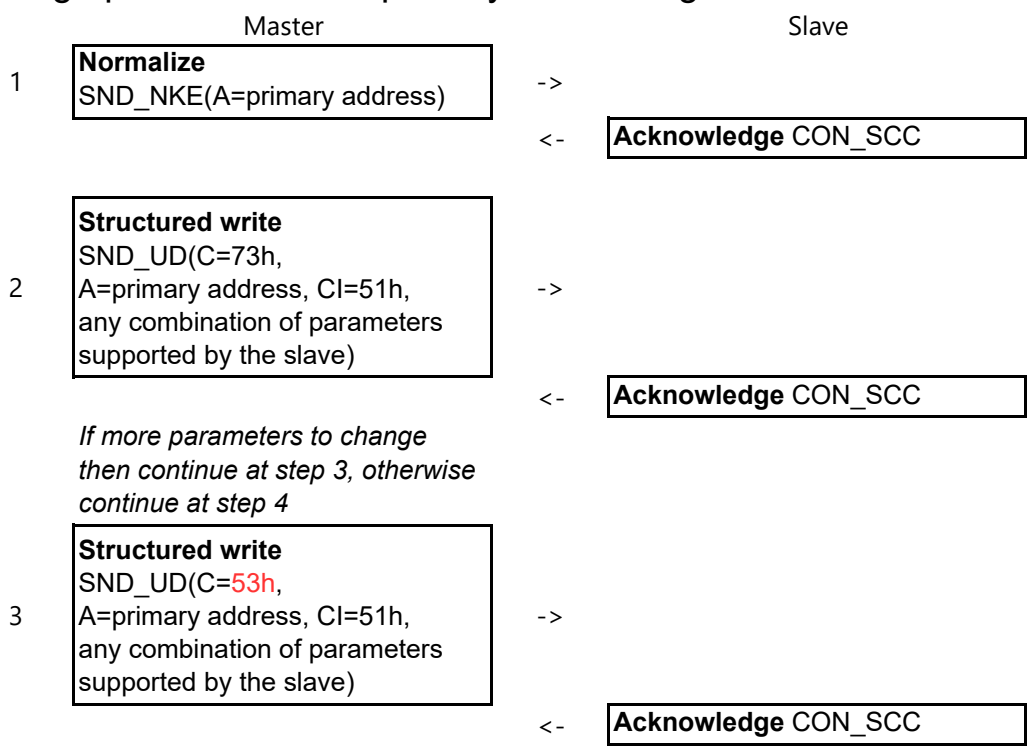 Master Slave
1
Normalize
SND_NKE(A=primary address)
->
<- Acknowledge CON_SCC
Structured write
SND_UD(C=73h,
2 A=primary address, CI=51h, ->
any combination of parameters
supported by the slave)
<- Acknowledge CON_SCC
If more parameters to change
then continue at step 3, otherwise
continue at step 4
Structured write
SND_UD(C=53h,
3 A=primary address, CI=51h, ->
any combination of parameters
supported by the slave)
<- Acknowledge CON_SCC